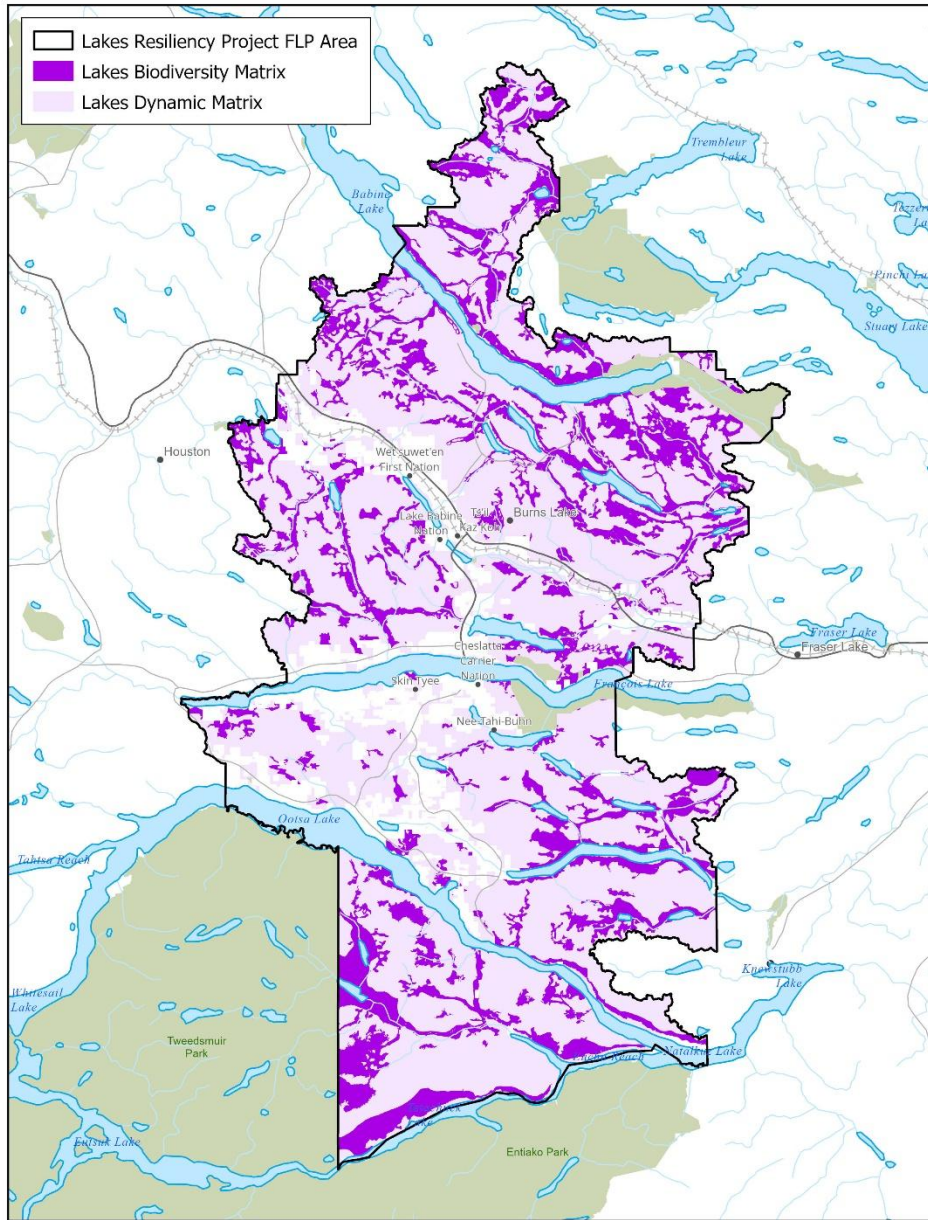 Lakes Resiliency Project FLP Area
Lakes Biodiversity Matrix
Lakes Dynamic Matrix
Trembleur
Lake
Babine
Lake
Pinchi
Stuart Lake
Houston
Wet'suwet'en
First Nation
Lake Babine
Nation
Burns Lake
Fraser Lake
Fraser Lake
Cheslatta
Carrier
Nation
Skin Tyee
François Lake
Nee-Tahi-Buhn
Ootsa Lake
Tahtsa Reach
Knewstubb
Lake
Whitesail
Lake
Natalkuz Lake
Reach
Tweedsmuir
Park
Eutsuk Lake
Entiako Park